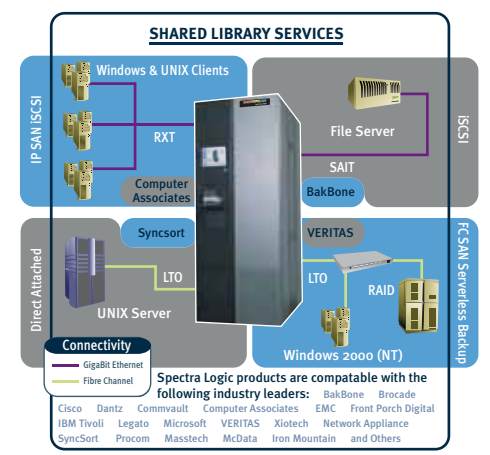 SHARED LIBRARY SERVICES
IP SAN iSCSI
Windows & UNIX Clients
RXT
Computer
Associates
File Server
SAIT
iSCSI
BakBone
Direct Attached
Syncsort
LTO
UNIX Server
VERITAS
LTO
RAID
Windows 2000 (NT)
FC SAN Serverless Backup
Connectivity
GigaBit Ethernet
Fibre Channel
Spectra Logic products are compatable with the
following industry leaders: BakBone Brocade
Cisco Dantz Commvault Computer Associates EMC Front Porch Digital
IBM Tivoli Legato Microsoft VERITAS Xiotech Network Appliance
SyncSort Procom Masstech McData Iron Mountain and Others